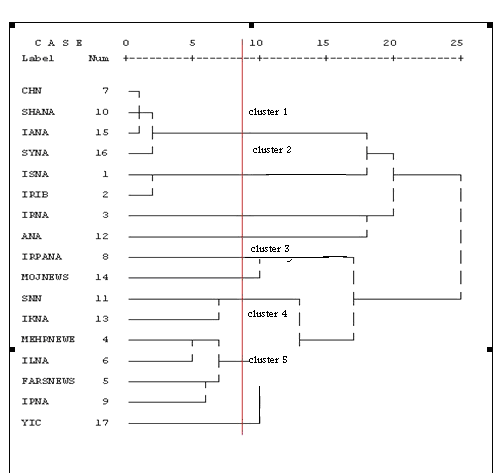 C A S E 0 5 10 15 20 25
Label Num
CHN 7
SHANA 10 cluster 1
IANA 15
SYNA 16 cluster 2
ISNA 1
IRIB 2
IRNA 3
ANA 12
cluster 3
IRPANA 8
MOJNEWS 14
SNN 11
IKNA 13 cluster 4
MEHRNEWE 4
ILNA 6 cluster 5
FARSNEWS 5
IPNA 9
YIC 17